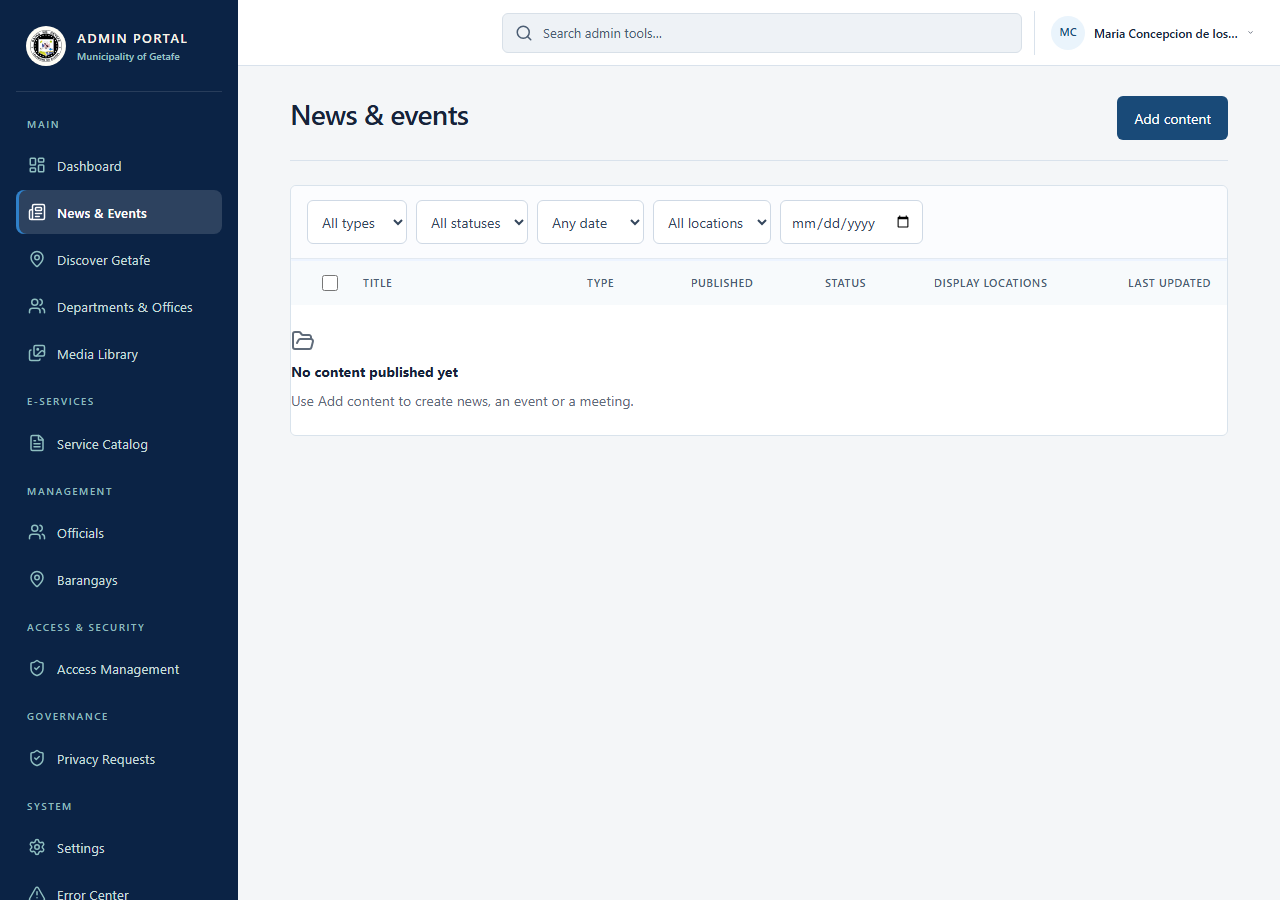 ADMIN PORTAL
Municipality of Getafe
Search admin tools...
MC
Maria Concepcion de los...
MAIN
Dashboard
News & Events
Discover Getafe
Departments & Offices
Media Library
E-SERVICES
Service Catalog
MANAGEMENT
Officials
Barangays
ACCESS & SECURITY
Access Management
GOVERNANCE
Privacy Requests
SYSTEM
Settings
Error Center
News & events
Add content
All types
All statuses
Any date
All locations
mm/dd/yyyy
TITLE
TYPE
PUBLISHED
STATUS
DISPLAY LOCATIONS
LAST UPDATED
No content published yet
Use Add content to create news, an event or a meeting.